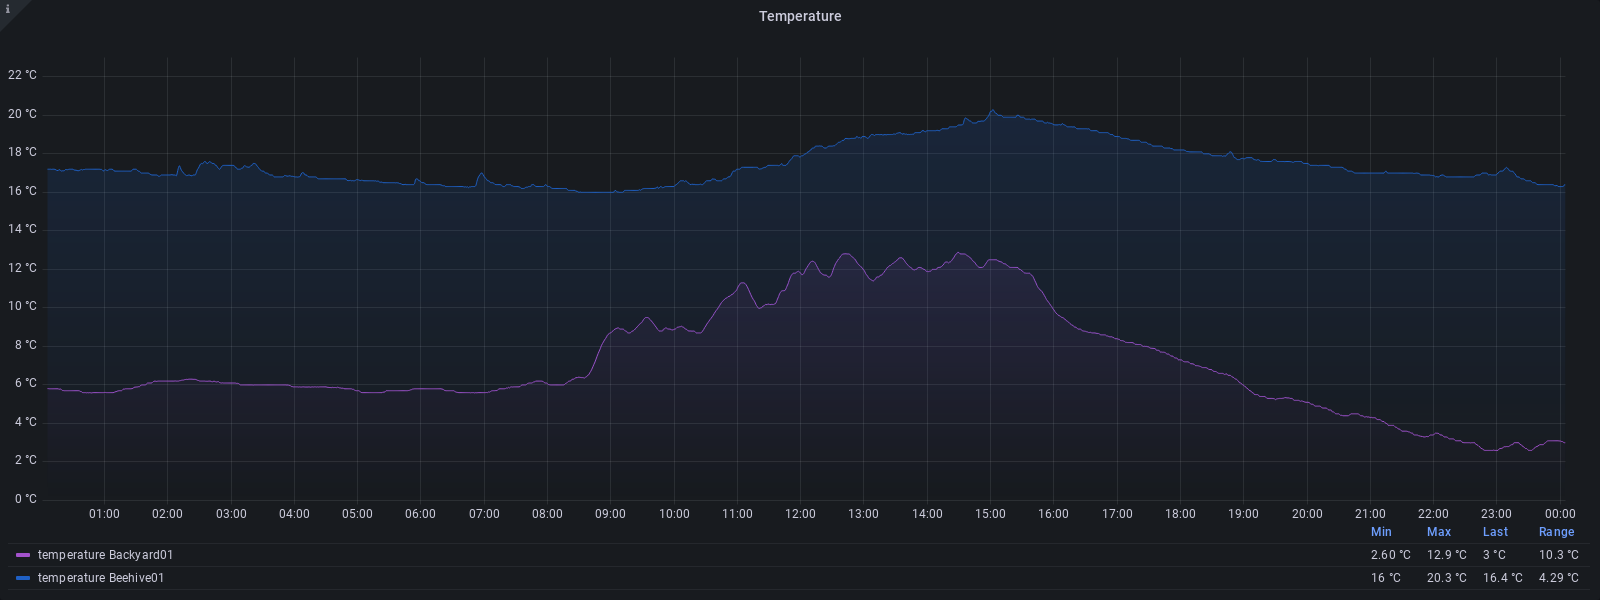 i
Temperature
22 °C
20 °C
18 °C
16 °C
14 °C
12 °C
10 °C
8 °C
6 °C
4 °C
2 °C
0 °C
01:00 02:00 03:00 04:00 05:00 06:00 07:00 08:00 09:00 10:00 11:00 12:00 13:00 14:00 15:00 16:00 17:00 18:00 19:00 20:00 21:00 22:00 23:00 00:00
Min Max Last Range
temperature Backyard01 2.60 °C 12.9 °C 3 °C 10.3 °C
temperature Beehive01 16 °C 20.3 °C 16.4 °C 4.29 °C